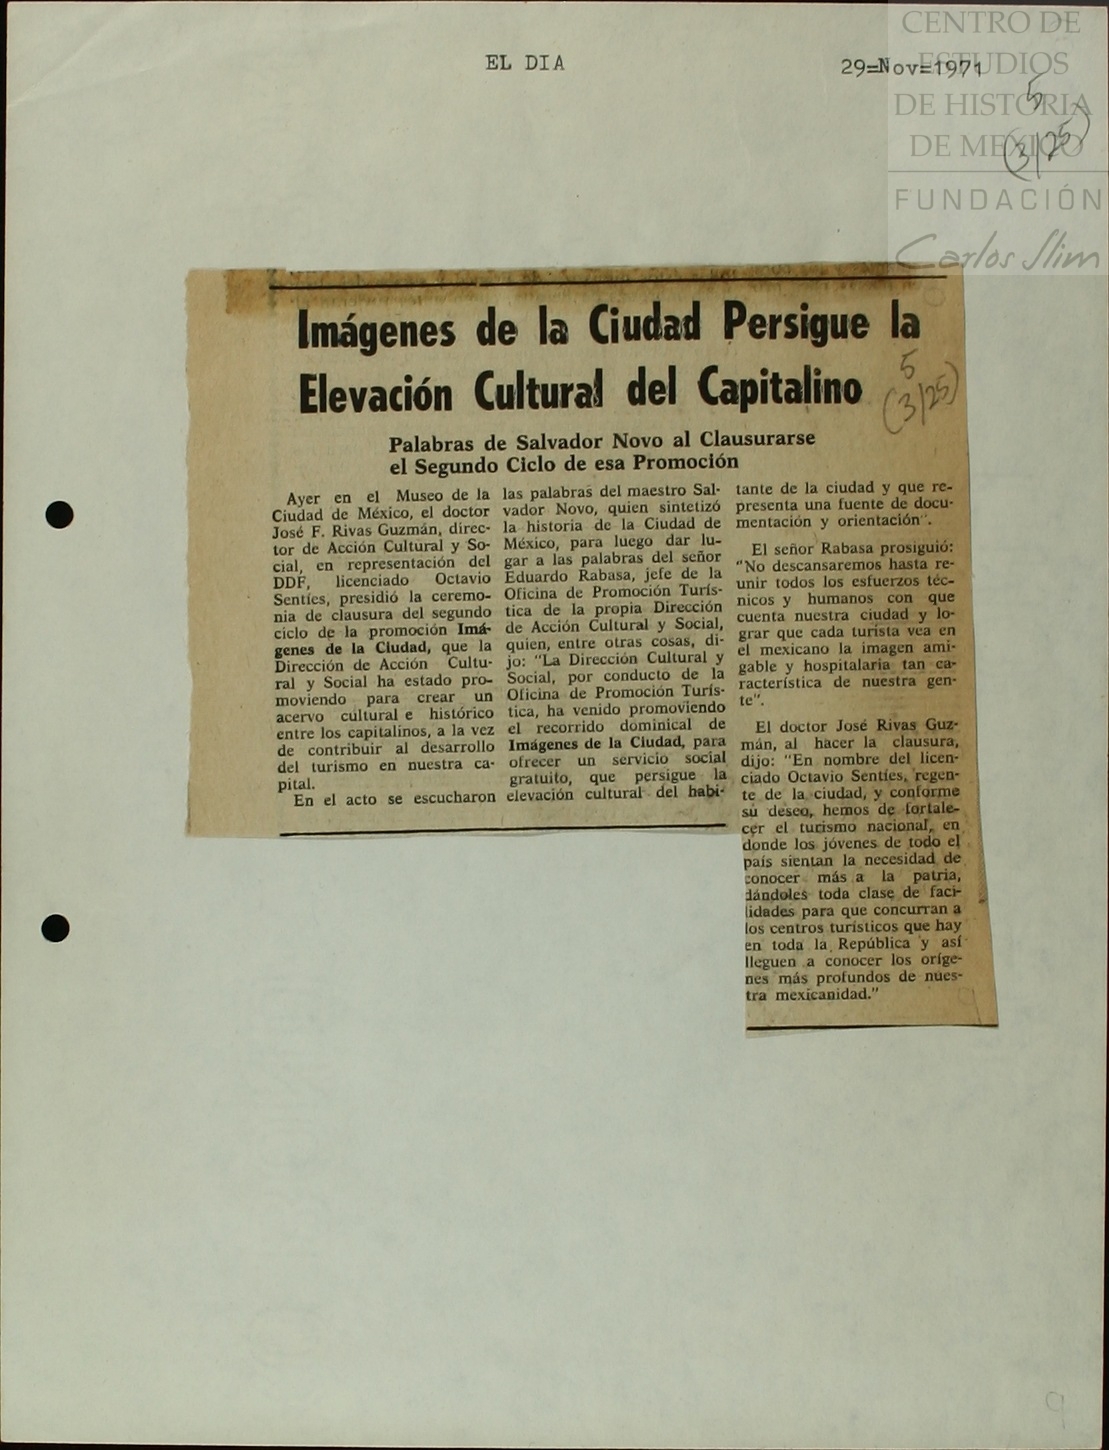 EL DIA
29=Nov=1971
CENTRO DE
ESTUDIOS
DE HISTORIA
DE MEXICO
FUNDACIÓN
Carlos Slim
5
(3/25)
Imágenes de la Ciudad Persigue la
Elevación Cultural del Capitalino
5
(3/25)
Palabras de Salvador Novo al Clausurarse
el Segundo Ciclo de esa Promoción
Ayer en el Museo de la
Ciudad de México, el doctor
José F. Rivas Guzmán, direc-
tor de Acción Cultural y So-
cial, en representación del
DDF, licenciado Octavio
Sentíes, presidió la ceremo-
nia de clausura del segundo
ciclo de la promoción Imá-
genes de la Ciudad, que la
Dirección de Acción Cultu-
ral y Social ha estado pro-
moviendo para crear un
acervo cultural e histórico
entre los capitalinos, a la vez
de contribuir al desarrollo
del turismo en nuestra ca-
pital.
En el acto se escucharon
las palabras del maestro Sal-
vador Novo, quien sintetizó
la historia de la Ciudad de
México, para luego dar lu-
gar a las palabras del señor
Eduardo Rabasa, jefe de la
Oficina de Promoción Turís-
tica de la propia Dirección
de Acción Cultural y Social,
quien, entre otras cosas, di-
jo: "La Dirección Cultural y
Social, por conducto de la
Oficina de Promoción Turís-
tica, ha venido promoviendo
el recorrido dominical de
Imágenes de la Ciudad, para
ofrecer un servicio social
gratuito, que persigue la
elevación cultural del habi-
tante de la ciudad y que re-
presenta una fuente de docu-
mentación y orientación".
El señor Rabasa prosiguió:
"No descansaremos hasta re-
unir todos los esfuerzos téc-
nicos y humanos con que
cuenta nuestra ciudad y lo-
grar que cada turista vea en
el mexicano la imagen ami-
gable y hospitalaria tan ca-
racterística de nuestra gen-
te".
El doctor José Rivas Guz-
mán, al hacer la clausura,
dijo: "En nombre del licen-
ciado Octavio Sentíes, regen-
te de la ciudad, y conforme
su deseo, hemos de fortale-
cer el turismo nacional, en
donde los jóvenes de todo el
país sientan la necesidad de
conocer más a la patria,
dándoles toda clase de faci-
lidades para que concurran a
los centros turísticos que hay
en toda la República y así
lleguen a conocer los oríge-
nes más profundos de nues-
tra mexicanidad."
9